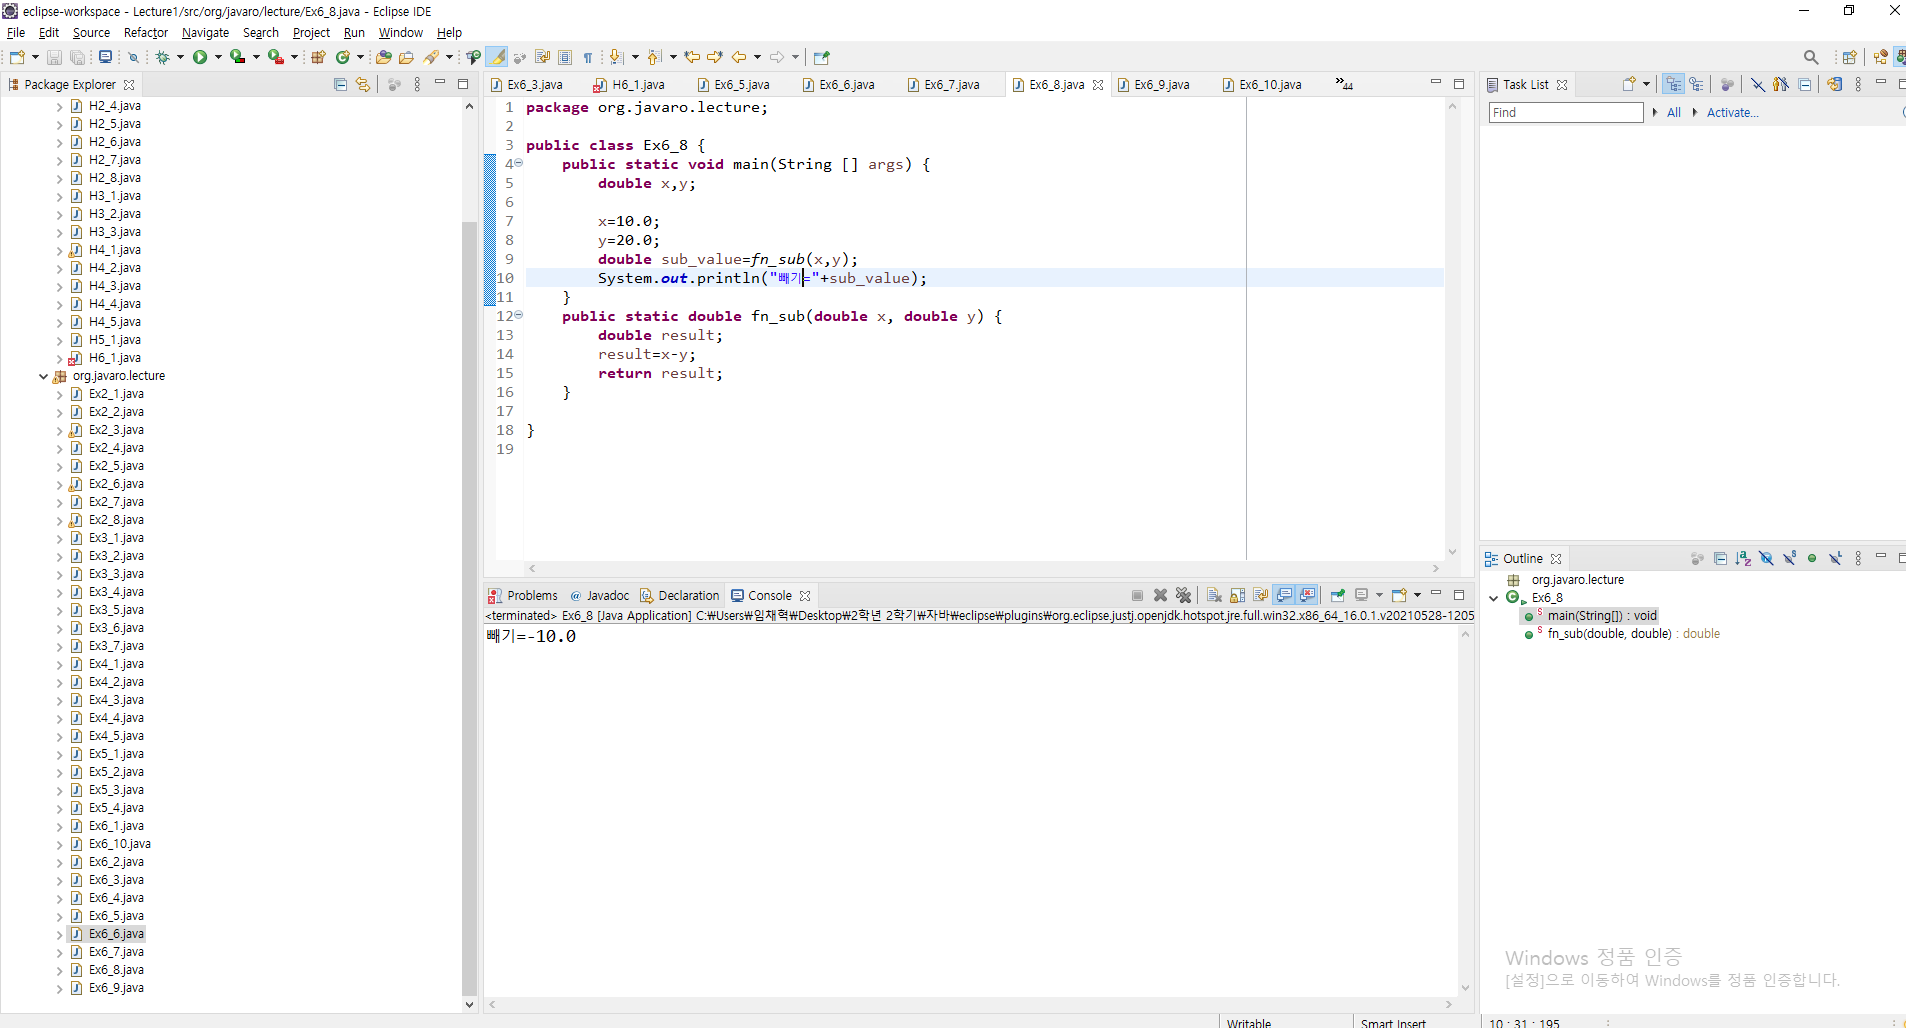 eclipse-workspace - Lecture1/src/org/javaro/lecture/Ex6_8.java - Eclipse IDE
File Edit Source Refactor Navigate Search Project Run Window Help
Package Explorer
H2_4.java
H2_5.java
H2_6.java
H2_7.java
H2_8.java
H3_1.java
H3_2.java
H3_3.java
H4_1.java
H4_2.java
H4_3.java
H4_4.java
H4_5.java
H5_1.java
H6_1.java
org.javaro.lecture
Ex2_1.java
Ex2_2.java
Ex2_3.java
Ex2_4.java
Ex2_5.java
Ex2_6.java
Ex2_7.java
Ex2_8.java
Ex3_1.java
Ex3_2.java
Ex3_3.java
Ex3_4.java
Ex3_5.java
Ex3_6.java
Ex3_7.java
Ex4_1.java
Ex4_2.java
Ex4_3.java
Ex4_4.java
Ex4_5.java
Ex5_1.java
Ex5_2.java
Ex5_3.java
Ex5_4.java
Ex6_1.java
Ex6_10.java
Ex6_2.java
Ex6_3.java
Ex6_4.java
Ex6_5.java
Ex6_6.java
Ex6_7.java
Ex6_8.java
Ex6_9.java
Ex6_3.java H6_1.java Ex6_5.java Ex6_6.java Ex6_7.java Ex6_8.java Ex6_9.java Ex6_10.java »44
1 package org.javaro.lecture;
2
3 public class Ex6_8 {
4 public static void main(String [] args) {
5 double x,y;
6
7 x=10.0;
8 y=20.0;
9 double sub_value=fn_sub(x,y);
10 System.out.println("빼기="+sub_value);
11 }
12 public static double fn_sub(double x, double y) {
13 double result;
14 result=x-y;
15 return result;
16 }
17
18 }
19
Problems @ Javadoc Declaration Console
<terminated> Ex6_8 [Java Application] C:₩Users₩임채혁₩Desktop₩2학년 2학기₩자바₩eclipse₩plugins₩org.eclipse.justj.openjdk.hotspot.jre.full.win32.x86_64_16.0.1.v20210528-1205
빼기=-10.0
Task List
Find All Activate...
Outline
org.javaro.lecture
Ex6_8
main(String[]) : void
fn_sub(double, double) : double
Windows 정품 인증
[설정]으로 이동하여 Windows를 정품 인증합니다.
Writable Smart Insert 10 : 31 : 195